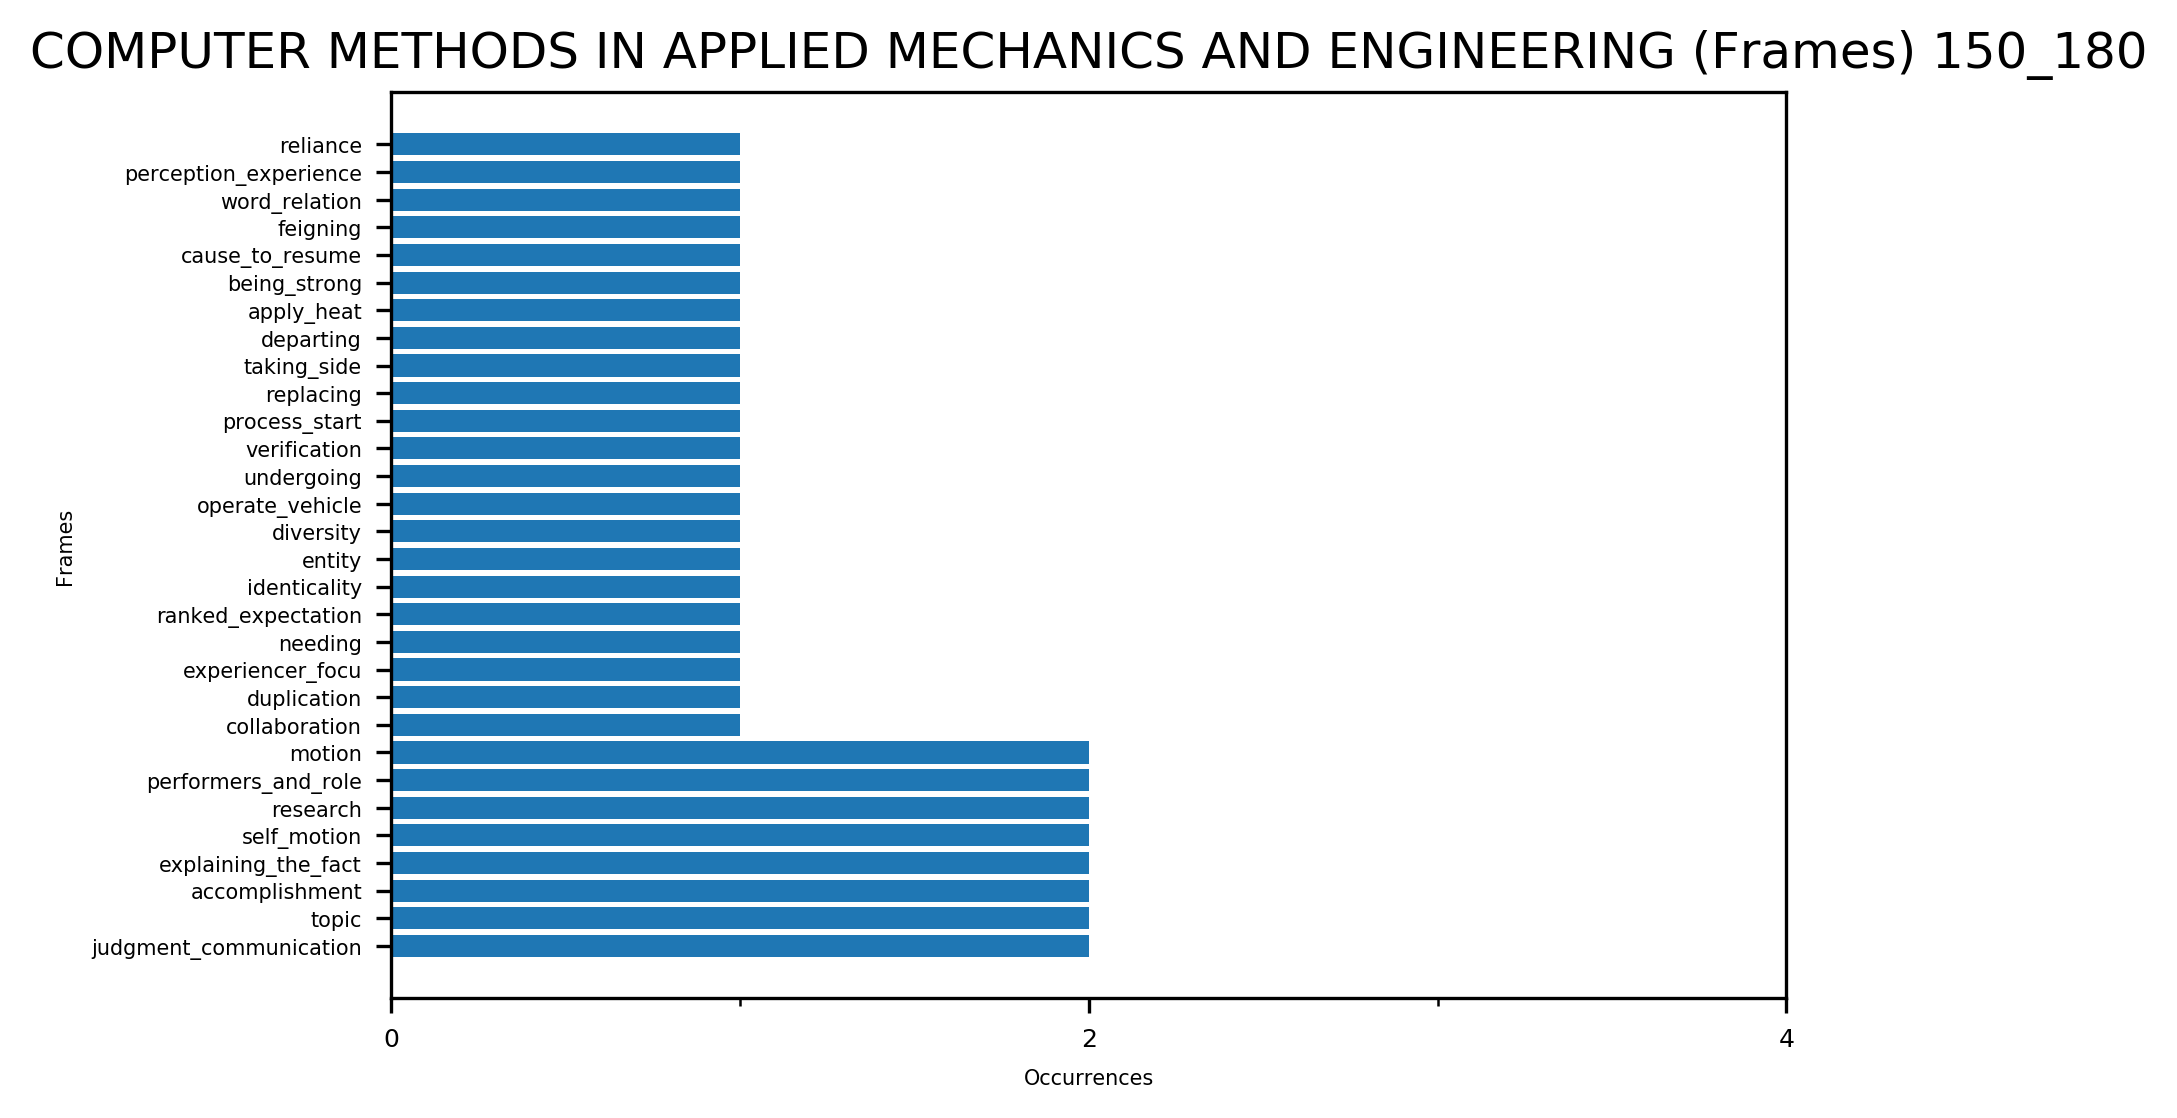 COMPUTER METHODS IN APPLIED MECHANICS AND ENGINEERING (Frames) 150_180
reliance
perception_experience
word_relation
feigning
cause_to_resume
being_strong
apply_heat
departing
taking_side
replacing
process_start
verification
undergoing
operate_vehicle
diversity
entity
identicality
ranked_expectation
needing
experiencer_focu
duplication
collaboration
motion
performers_and_role
research
self_motion
explaining_the_fact
accomplishment
topic
judgment_communication
Frames
0 2 4
Occurrences